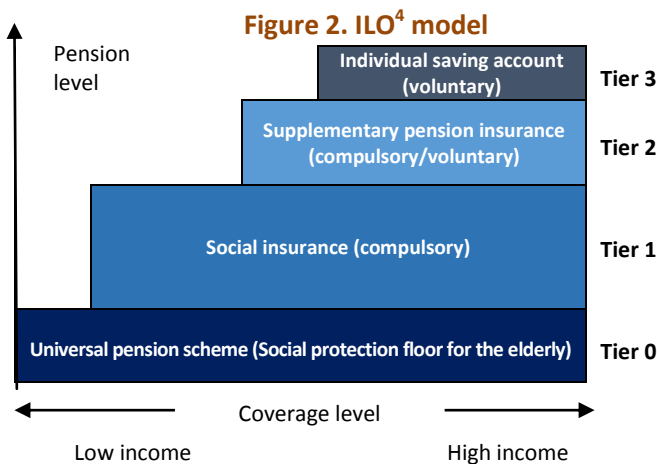 Figure 2. ILO⁴ model
Pension
level
Individual saving account
(voluntary)
Tier 3
Supplementary pension insurance
(compulsory/voluntary)
Tier 2
Social insurance (compulsory)
Tier 1
Universal pension scheme (Social protection floor for the elderly)
Tier 0
Coverage level
Low income
High income